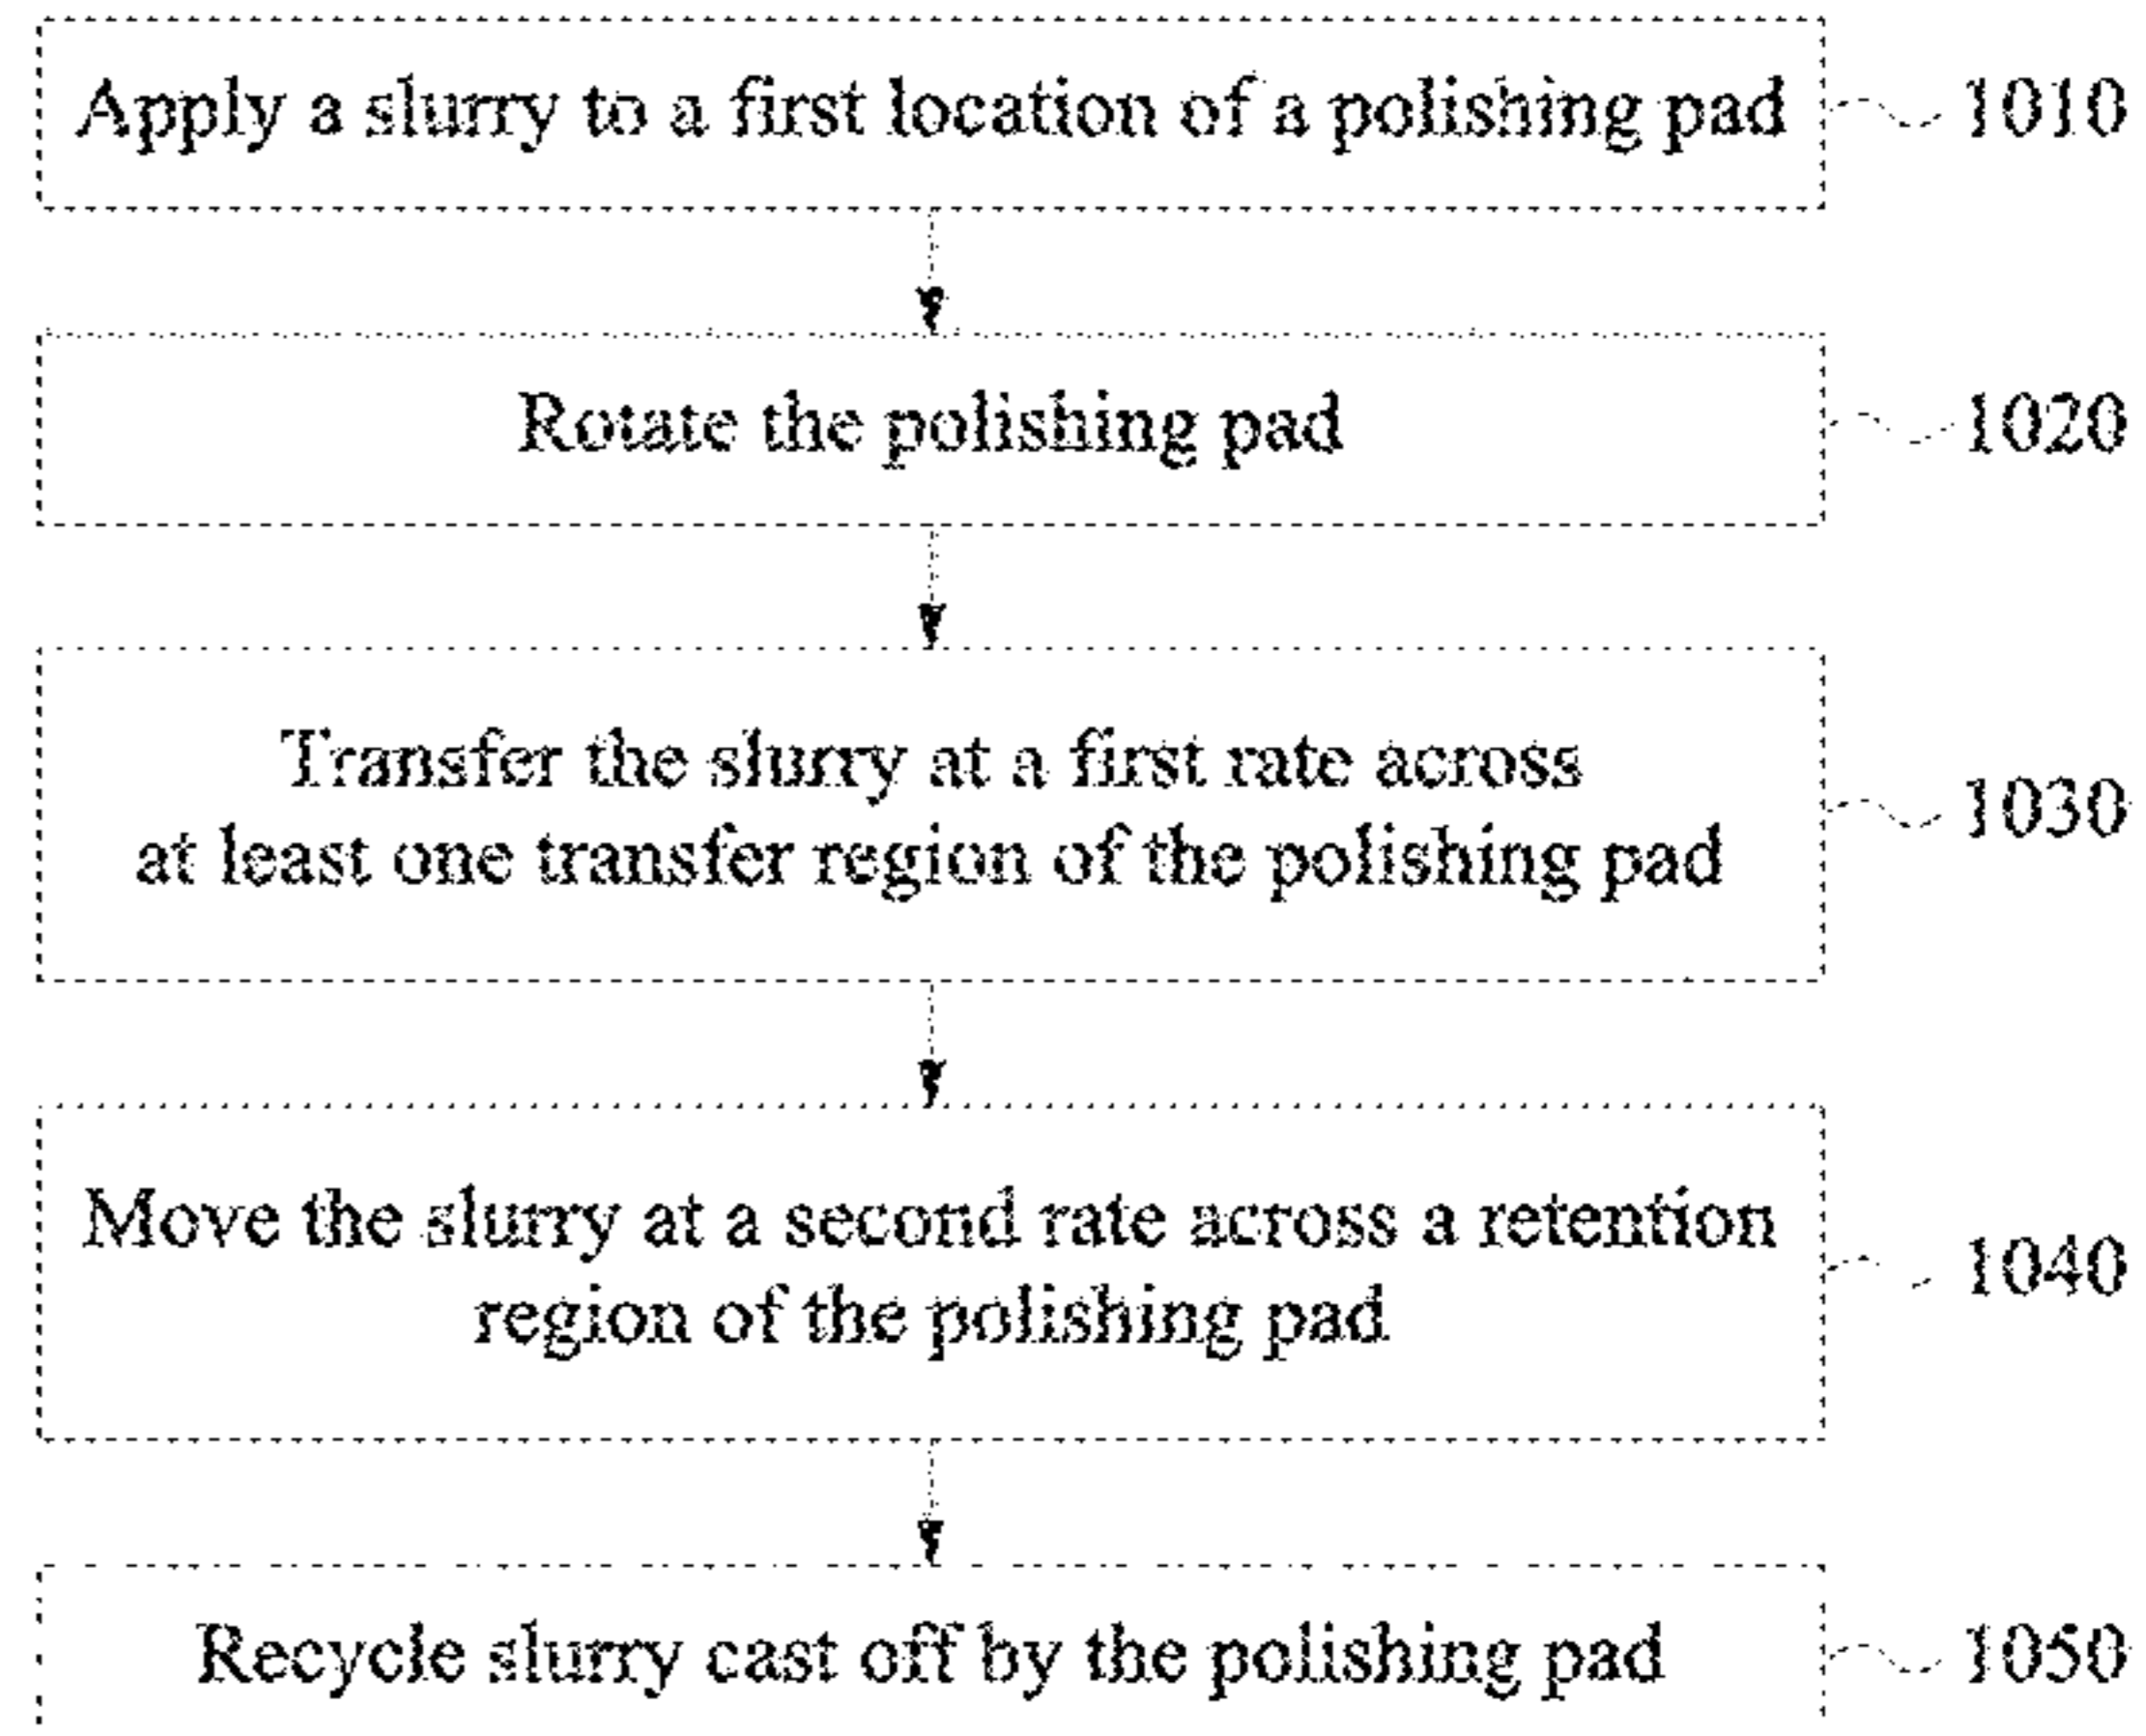 Apply a slurry to a first location of a polishing pad 1010
Rotate the polishing pad 1020
Transfer the slurry at a first rate across
at least one transfer region of the polishing pad 1030
Move the slurry at a second rate across a retention
region of the polishing pad 1040
Recycle slurry cast off by the polishing pad 1050